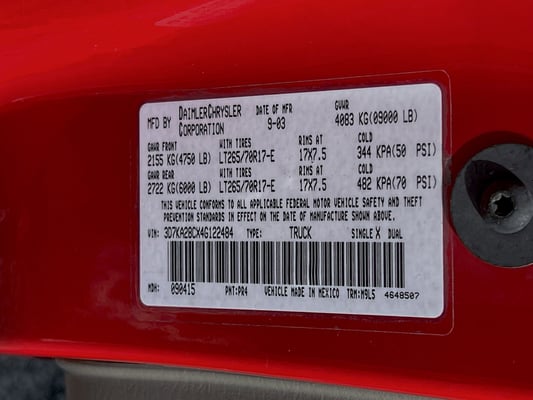 MFD BY DAIMLERCHRYSLER CORPORATION DATE OF MFR 9-03 GVWR 4083 KG(09000 LB)
GAWR FRONT WITH TIRES RIMS AT COLD
2155 KG(4750 LB) LT265/70R17-E 17X7.5 344 KPA(50 PSI)
GAWR REAR WITH TIRES RIMS AT COLD
2722 KG(6000 LB) LT265/70R17-E 17X7.5 482 KPA(70 PSI)
THIS VEHICLE CONFORMS TO ALL APPLICABLE FEDERAL MOTOR VEHICLE SAFETY AND THEFT
PREVENTION STANDARDS IN EFFECT ON THE DATE OF MANUFACTURE SHOWN ABOVE.
VIN: 3D7KA28CX4G122484 TYPE: TRUCK SINGLE X DUAL
MDH: 090415 PNT:PR4 VEHICLE MADE IN MEXICO TRM:M9L5 4648507